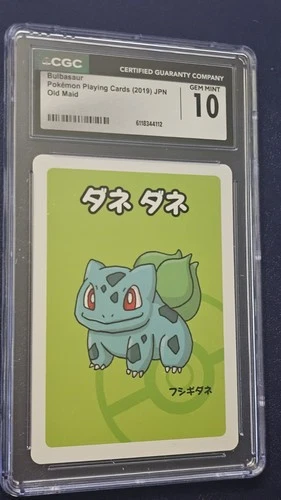 CGC
CERTIFIED GUARANTY COMPANY
Bulbasaur
Pokémon Playing Cards (2019) JPN
Old Maid
GEM MINT
10
6118344112
ダネ ダネ
フシギダネ